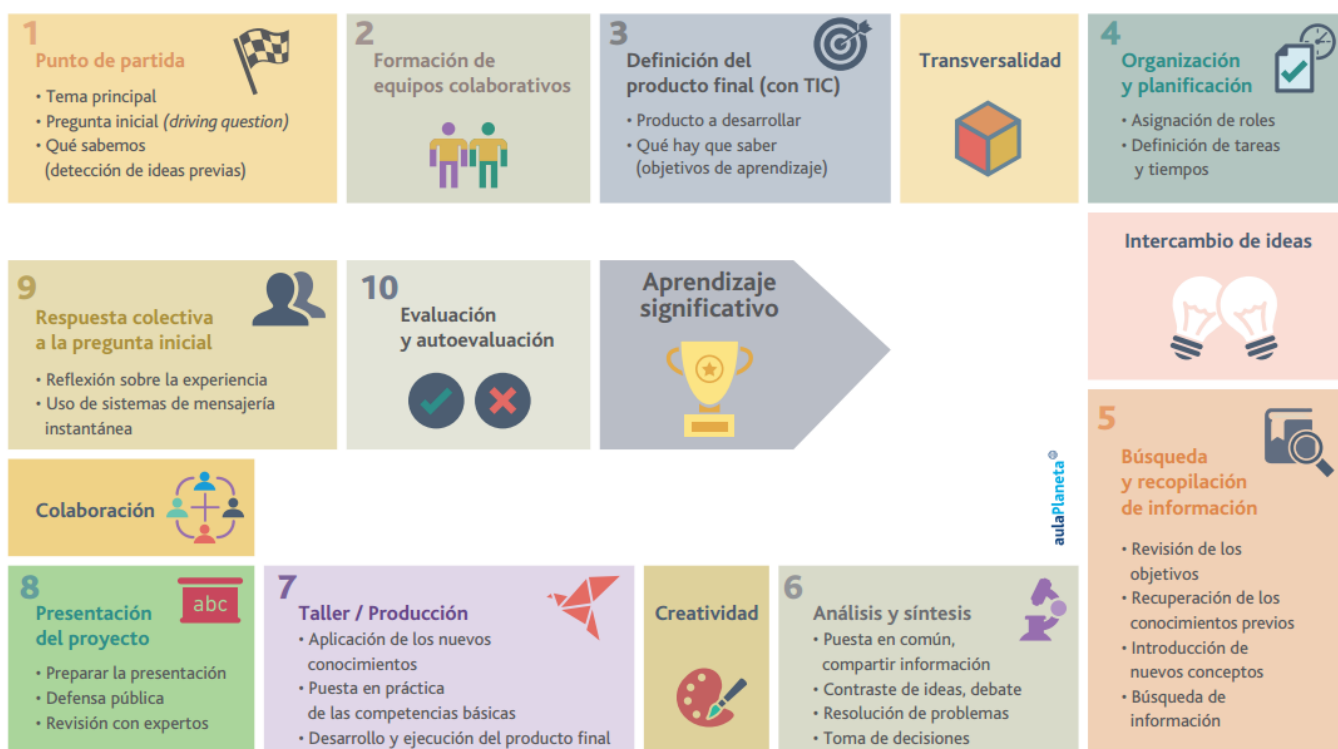 1
Punto de partida
• Tema principal
• Pregunta inicial (driving question)
• Qué sabemos
(detección de ideas previas)
2
Formación de
equipos colaborativos
3
Definición del
producto final (con TIC)
• Producto a desarrollar
• Qué hay que saber
(objetivos de aprendizaje)
Transversalidad
4
Organización
y planificación
• Asignación de roles
• Definición de tareas
y tiempos
Intercambio de ideas
5
Búsqueda
y recopilación
de información
• Revisión de los
objetivos
• Recuperación de los
conocimientos previos
• Introducción de
nuevos conceptos
• Búsqueda de
información
6
Análisis y síntesis
• Puesta en común,
compartir información
• Contraste de ideas, debate
• Resolución de problemas
• Toma de decisiones
Creatividad
7
Taller / Producción
• Aplicación de los nuevos
conocimientos
• Puesta en práctica
de las competencias básicas
• Desarrollo y ejecución del producto final
8
Presentación
del proyecto
abc
• Preparar la presentación
• Defensa pública
• Revisión con expertos
Colaboración
9
Respuesta colectiva
a la pregunta inicial
• Reflexión sobre la experiencia
• Uso de sistemas de mensajería
instantánea
10
Evaluación
y autoevaluación
Aprendizaje
significativo
aulaPlaneta